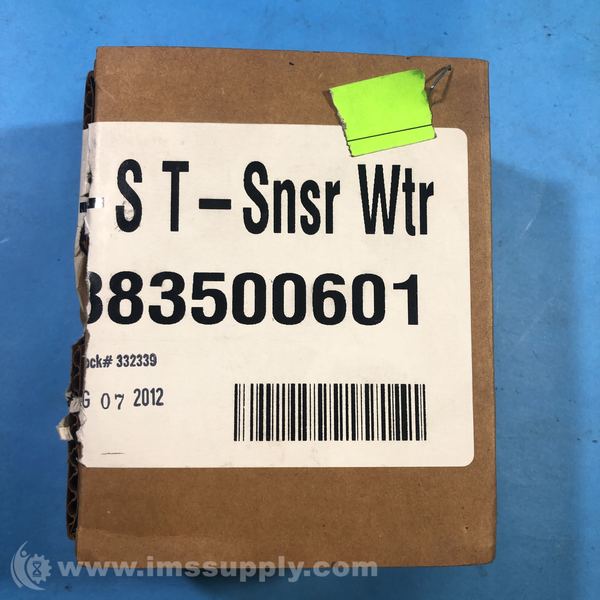 S T-Snsr Wtr
383500601
ock# 332339
G 07 2012
www.imssupply.com